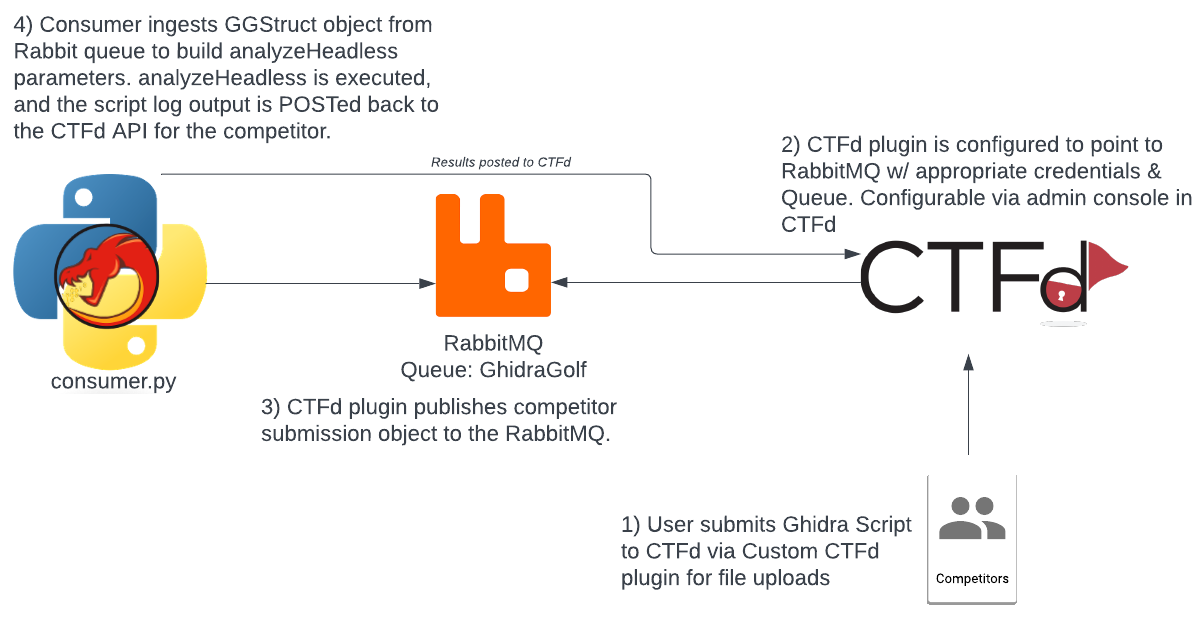 4) Consumer ingests GGStruct object from
Rabbit queue to build analyzeHeadless
parameters. analyzeHeadless is executed,
and the script log output is POSTed back to
the CTFd API for the competitor.
Results posted to CTFd
2) CTFd plugin is configured to point to
RabbitMQ w/ appropriate credentials &
Queue. Configurable via admin console in
CTFd
CTFd
RabbitMQ
Queue: GhidraGolf
consumer.py
3) CTFd plugin publishes competitor
submission object to the RabbitMQ.
1) User submits Ghidra Script
to CTFd via Custom CTFd
plugin for file uploads
Competitors